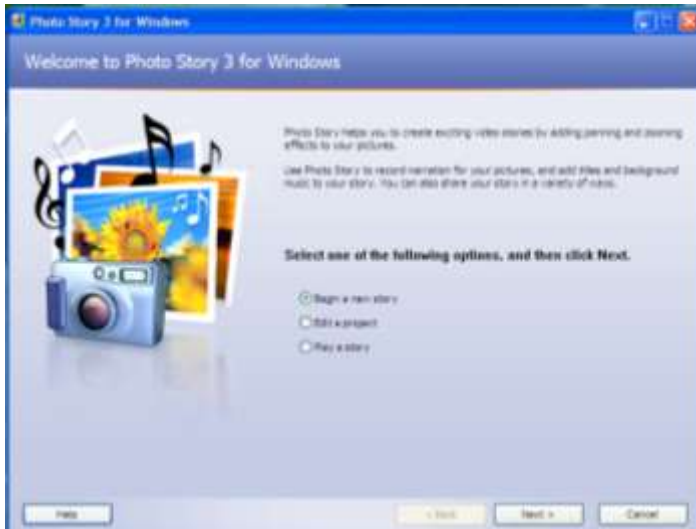 Photo Story 3 for Windows
Welcome to Photo Story 3 for Windows
Photo Story helps you to create exciting video stories by adding panning and zooming
effects to your pictures.
Use Photo Story to record narration for your pictures, and add titles and background
music to your story. You can also share your story in a variety of ways.
Select one of the following options, and then click Next.
Begin a new story
Edit a project
Play a story
Help
< Back
Next >
Cancel